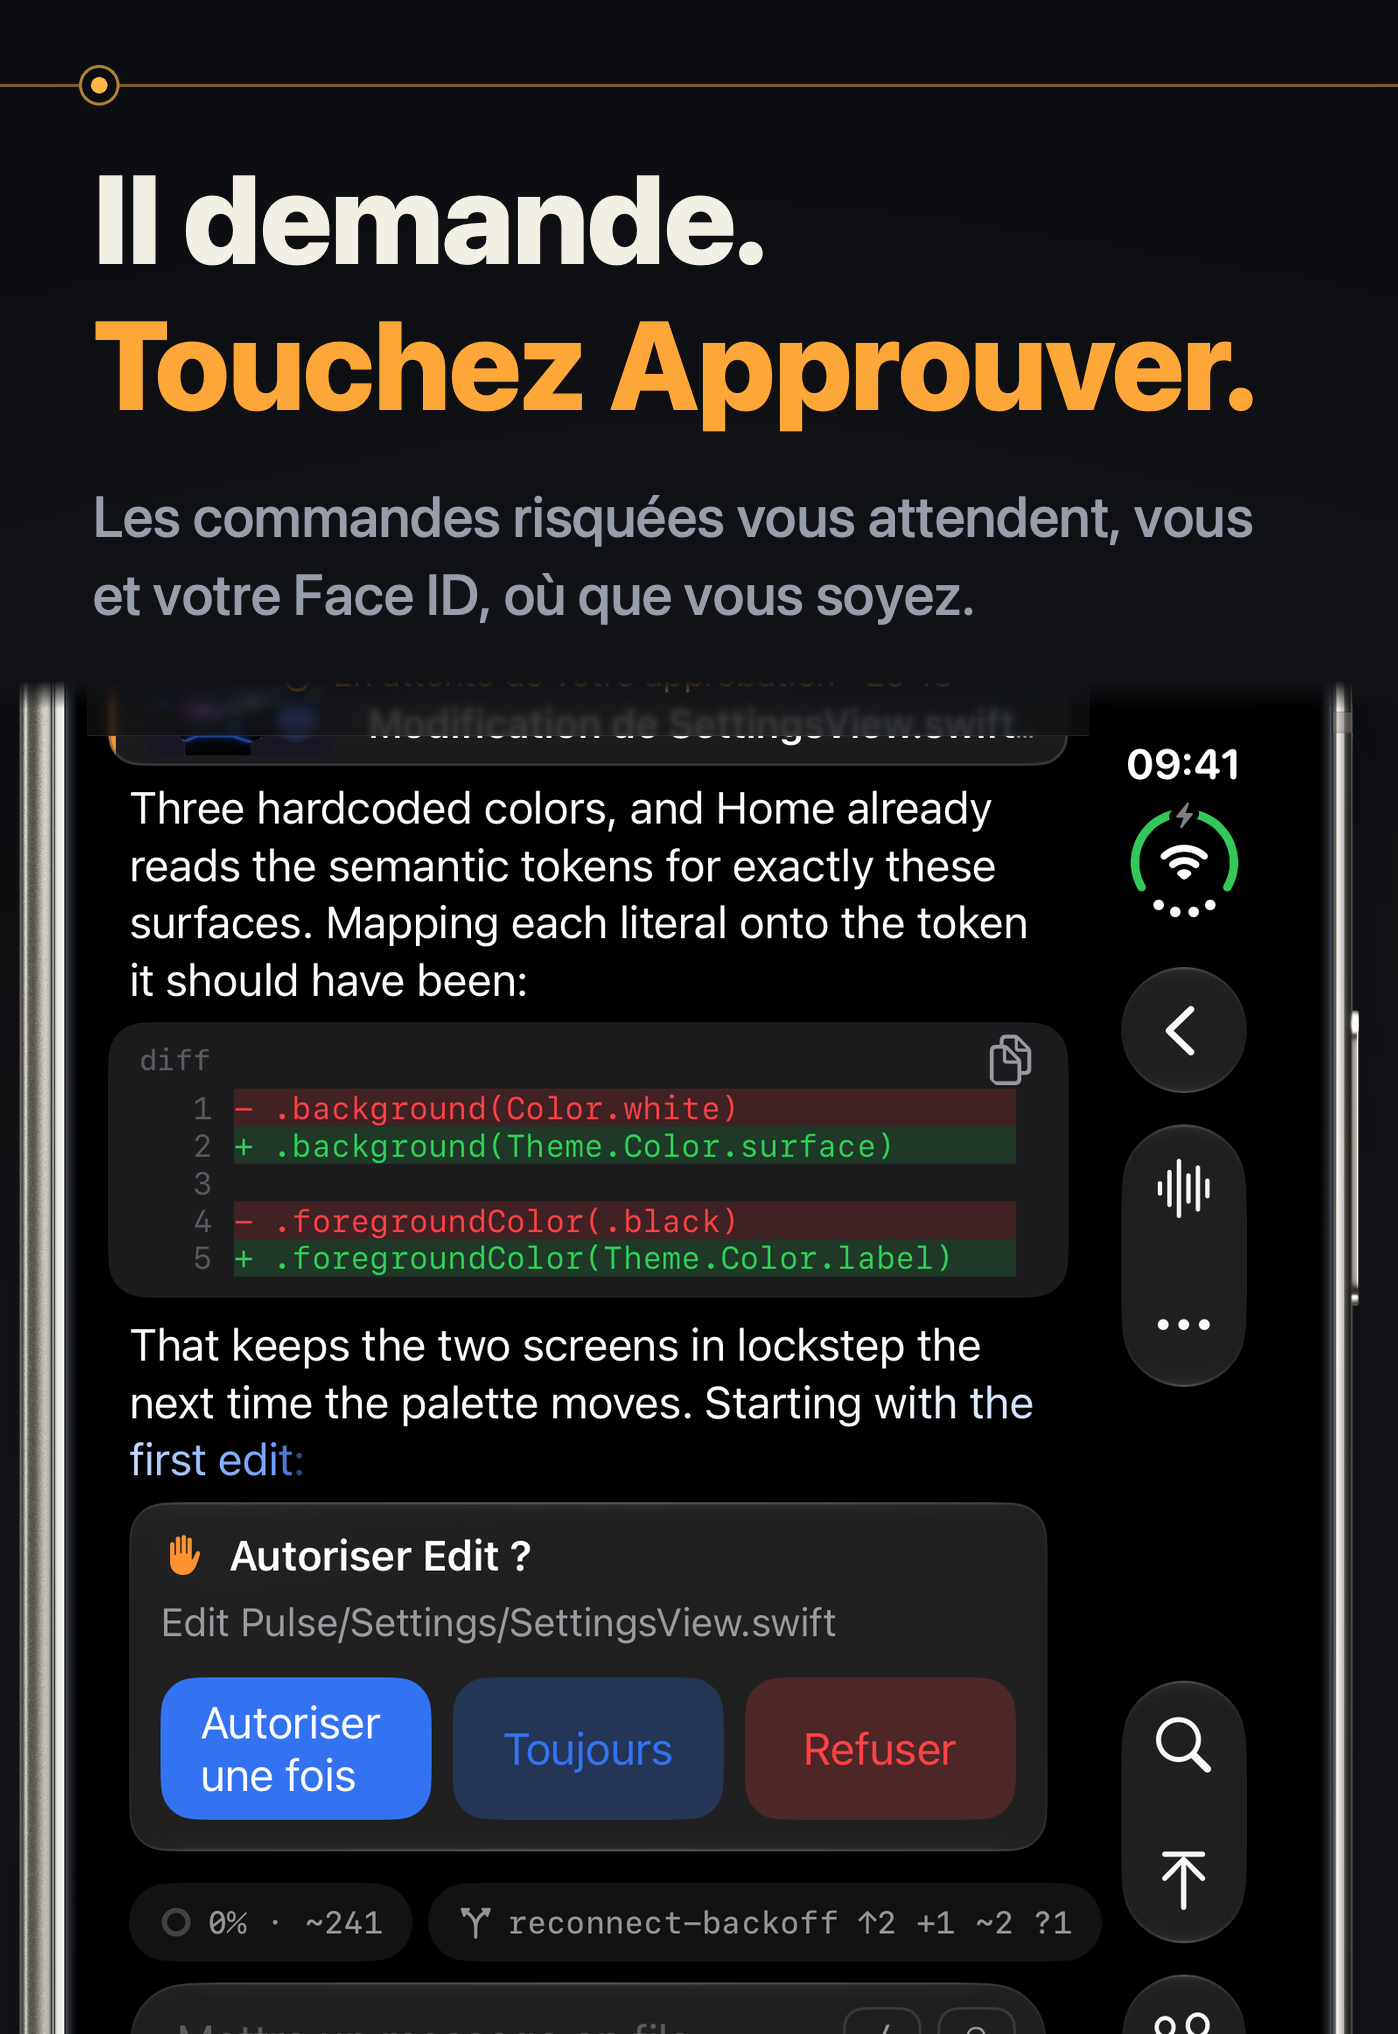 Il demande.
Touchez Approuver.
Les commandes risquées vous attendent, vous
et votre Face ID, où que vous soyez.
Modification de SettingsView.swift...
09:41
Three hardcoded colors, and Home already
reads the semantic tokens for exactly these
surfaces. Mapping each literal onto the token
it should have been:
diff
1 − .background(Color.white)
2 + .background(Theme.Color.surface)
3
4 − .foregroundColor(.black)
5 + .foregroundColor(Theme.Color.label)
That keeps the two screens in lockstep the
next time the palette moves. Starting with the
first edit:
Autoriser Edit ?
Edit Pulse/Settings/SettingsView.swift
Autoriser
une fois
Toujours
Refuser
0% · ~241
reconnect-backoff ↑2 +1 ~2 ?1